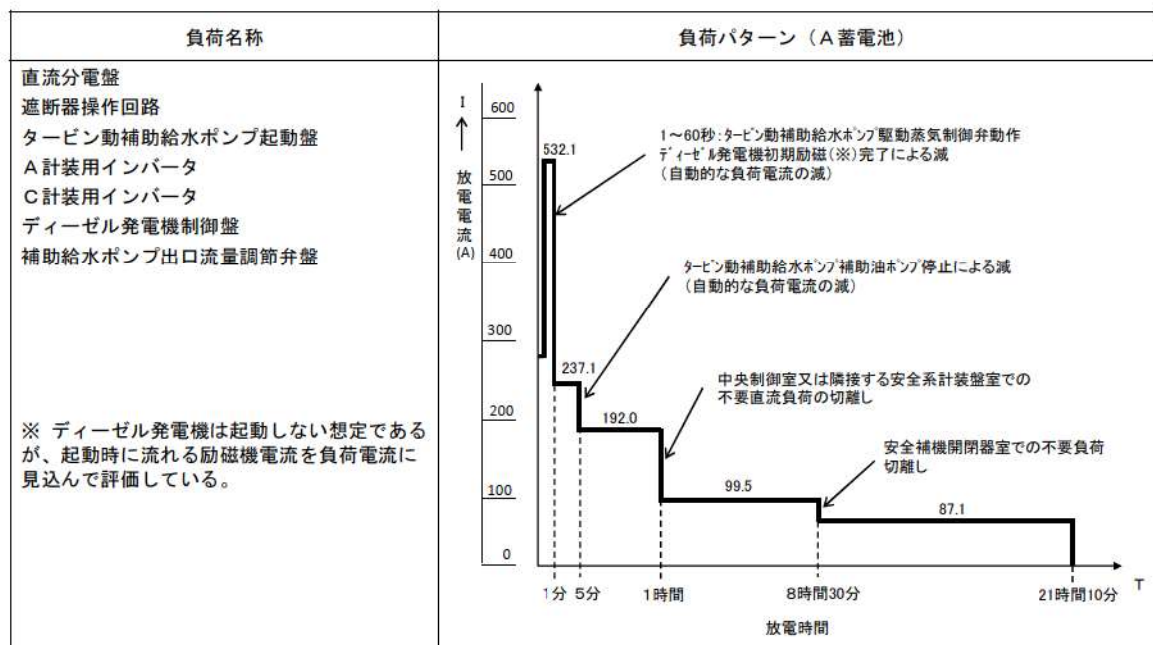 負荷名称
負荷パターン（Ａ蓄電池）
直流分電盤
遮断器操作回路
タービン動補助給水ポンプ起動盤
Ａ計装用インバータ
Ｃ計装用インバータ
ディーゼル発電機制御盤
補助給水ポンプ出口流量調節弁盤
※ ディーゼル発電機は起動しない想定である
が、起動時に流れる励磁機電流を負荷電流に
見込んで評価している。
I
放電電流
(A)
600
500
400
300
200
100
0
532.1
1～60秒：ﾀｰﾋﾞﾝ動補助給水ﾎﾟﾝﾌﾟ駆動蒸気制御弁動作
ﾃﾞｨｰｾﾞﾙ発電機初期励磁(※)完了による減
（自動的な負荷電流の減）
ﾀｰﾋﾞﾝ動補助給水ﾎﾟﾝﾌﾟ補助油ﾎﾟﾝﾌﾟ停止による減
（自動的な負荷電流の減）
237.1
中央制御室又は隣接する安全系計装盤室での
不要直流負荷の切離し
192.0
安全補機開閉器室での不要負荷
切離し
99.5
87.1
1分
5分
1時間
8時間30分
21時間10分
T
放電時間